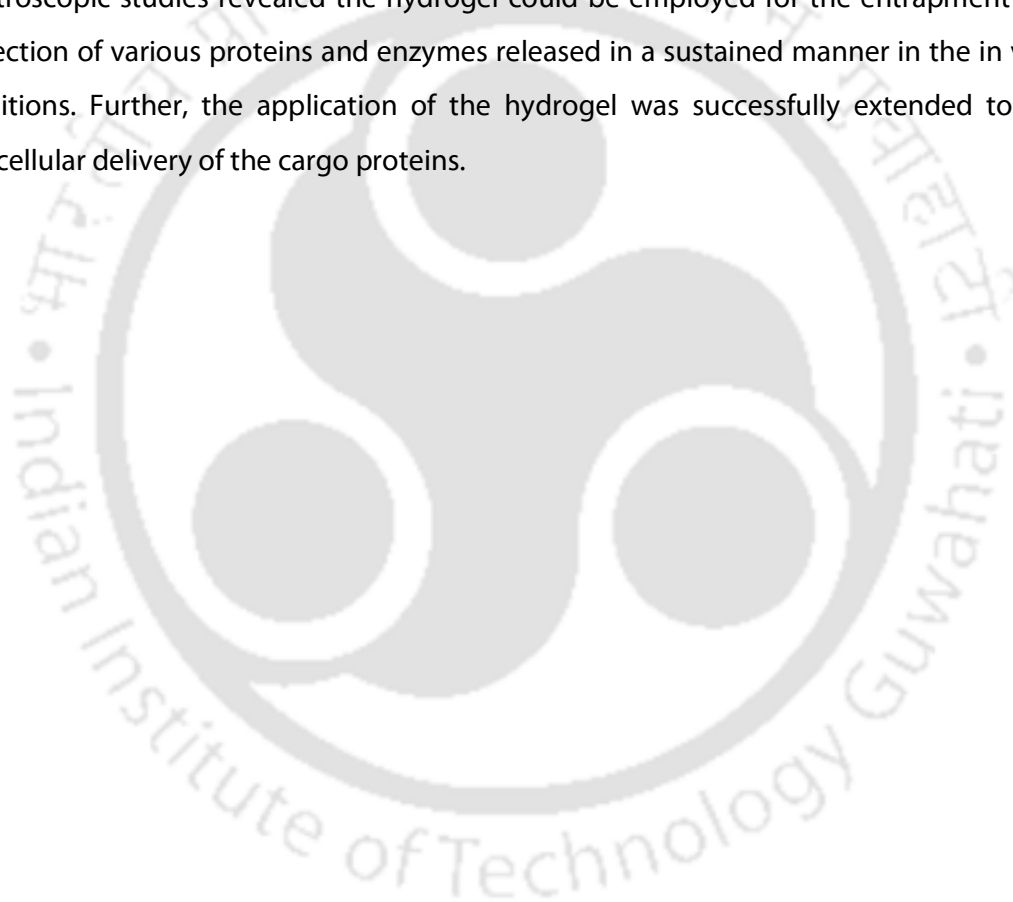 troscopic studies revealed the hydrogel could be employed for the entrapment
ection of various proteins and enzymes released in a sustained manner in the in v
itions. Further, the application of the hydrogel was successfully extended to
cellular delivery of the cargo proteins.
Indian Institute of Technology Guwahati